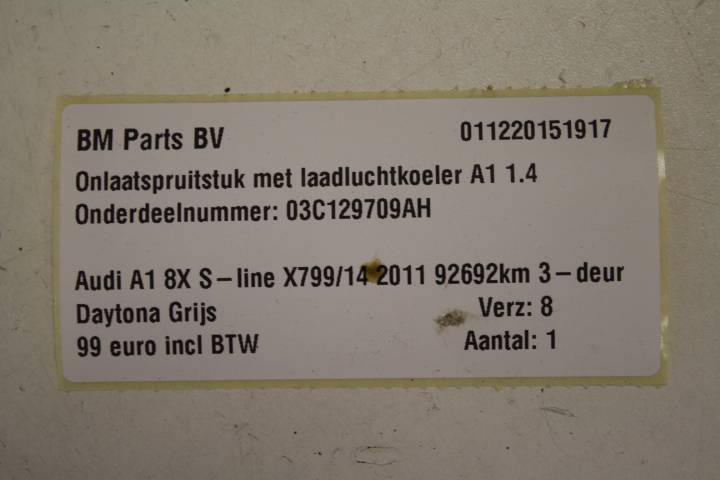 BM Parts BV 011220151917
Onlaatspruitstuk met laadluchtkoeler A1 1.4
Onderdeelnummer: 03C129709AH
Audi A1 8X S-line X799/14 2011 92692km 3-deur
Daytona Grijs Verz: 8
99 euro incl BTW Aantal: 1